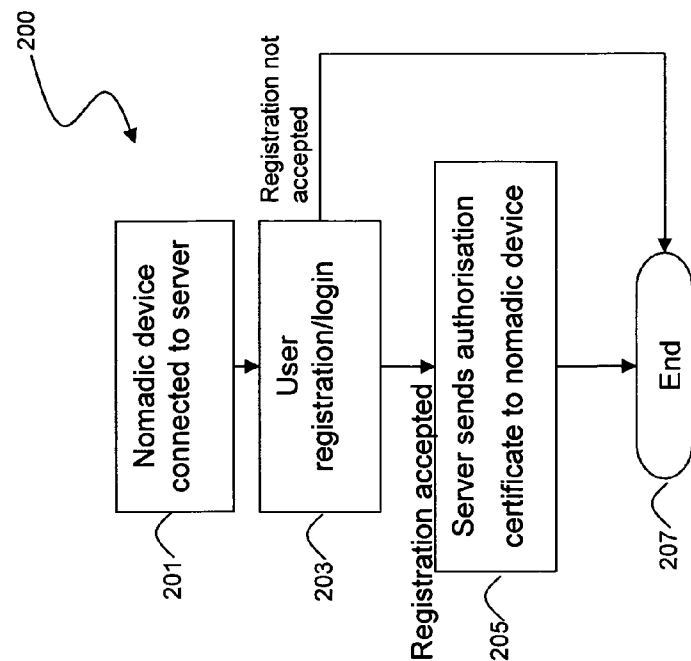 200
Nomadic device
connected to server
201
User
registration/login
203
Registration not
accepted
Registration accepted
Server sends authorisation
certificate to nomadic device
205
End
207